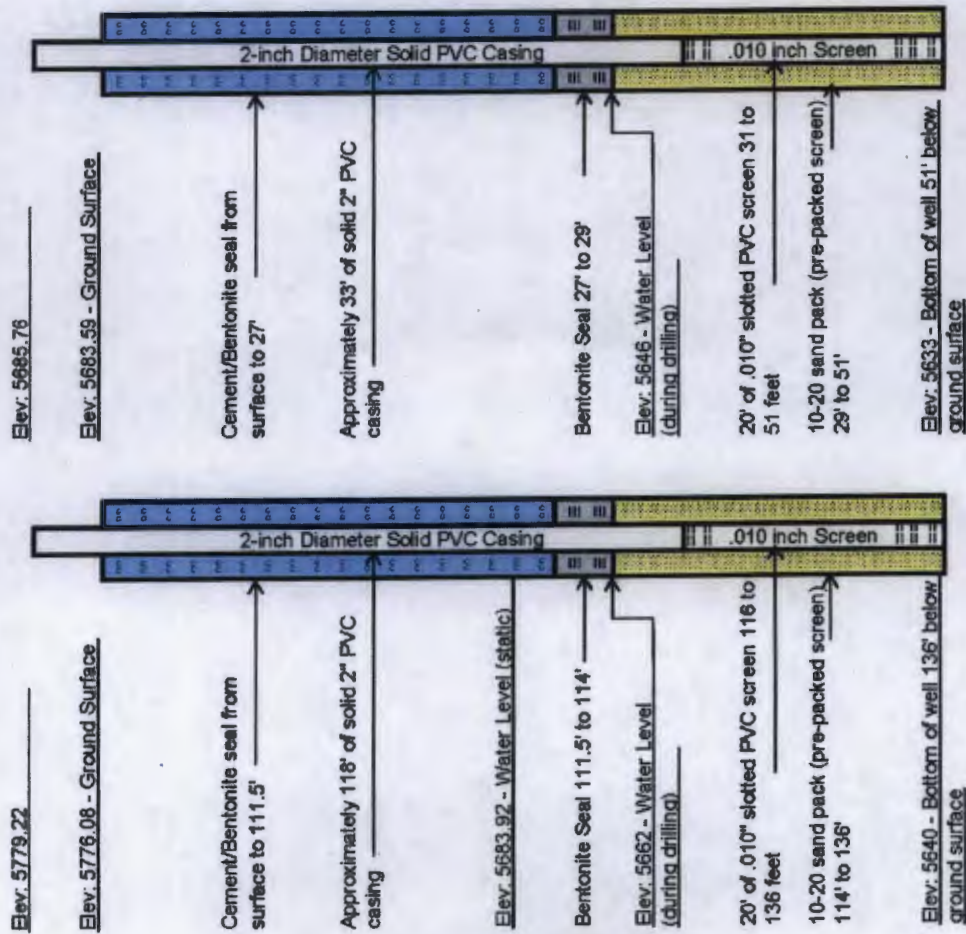 Elev: 5779.22
Elev: 5776.08 - Ground Surface
Cement/Bentonite seal from
surface to 111.5'
Approximately 118' of solid 2" PVC
casing
Elev: 5683.92 - Water Level (static)
Bentonite Seal 111.5' to 114'
Elev: 5662 - Water Level
(during drilling)
20' of .010" slotted PVC screen 116 to
136 feet
10-20 sand pack (pre-packed screen)
114' to 136'
Elev: 5640 - Bottom of well 136' below
ground surface
2-inch Diameter Solid PVC Casing
.010 inch Screen
Elev: 5685.76
Elev: 5683.59 - Ground Surface
Cement/Bentonite seal from
surface to 27'
Approximately 33' of solid 2" PVC
casing
Bentonite Seal 27' to 29'
Elev: 5646 - Water Level
(during drilling)
20' of .010" slotted PVC screen 31 to
51 feet
10-20 sand pack (pre-packed screen)
29' to 51'
Elev: 5633 - Bottom of well 51' below
ground surface
2-inch Diameter Solid PVC Casing
.010 inch Screen